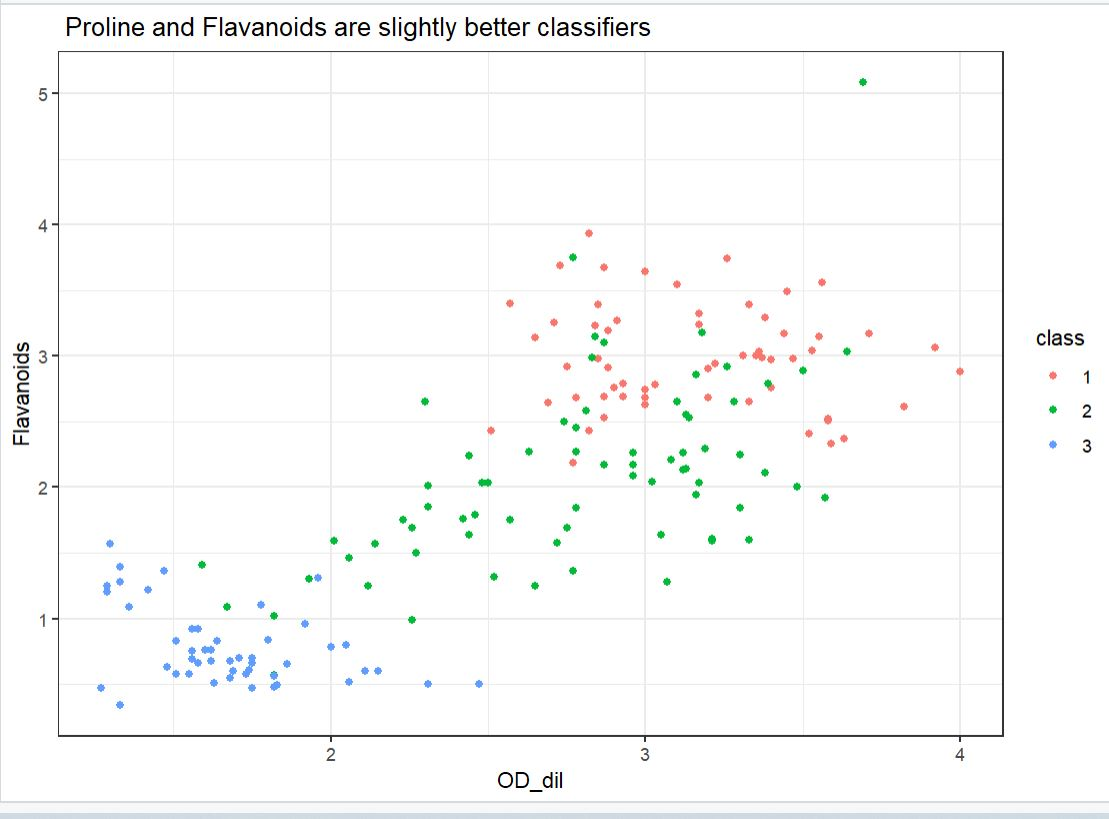 Proline and Flavanoids are slightly better classifiers
5
4
3
2
1
Flavanoids
2
3
4
OD_dil
class
1
2
3